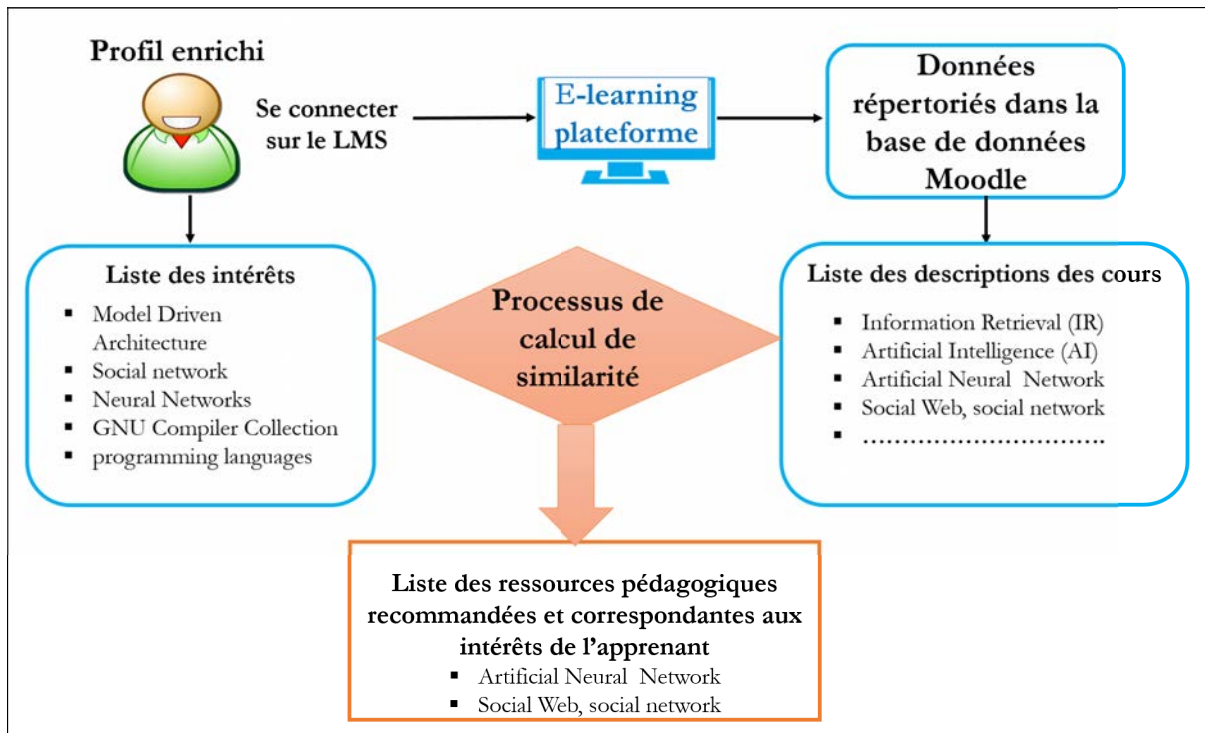 Profil enrichi
Se connecter
sur le LMS
E-learning
plateforme
Données
répertoriés dans la
base de données
Moodle
Liste des intérêts
▪ Model Driven
Architecture
▪ Social network
▪ Neural Networks
▪ GNU Compiler Collection
▪ programming languages
Processus de
calcul de
similarité
Liste des descriptions des cours
▪ Information Retrieval (IR)
▪ Artificial Intelligence (AI)
▪ Artificial Neural Network
▪ Social Web, social network
▪ ................................
Liste des ressources pédagogiques
recommandées et correspondantes aux
intérêts de l'apprenant
▪ Artificial Neural Network
▪ Social Web, social network